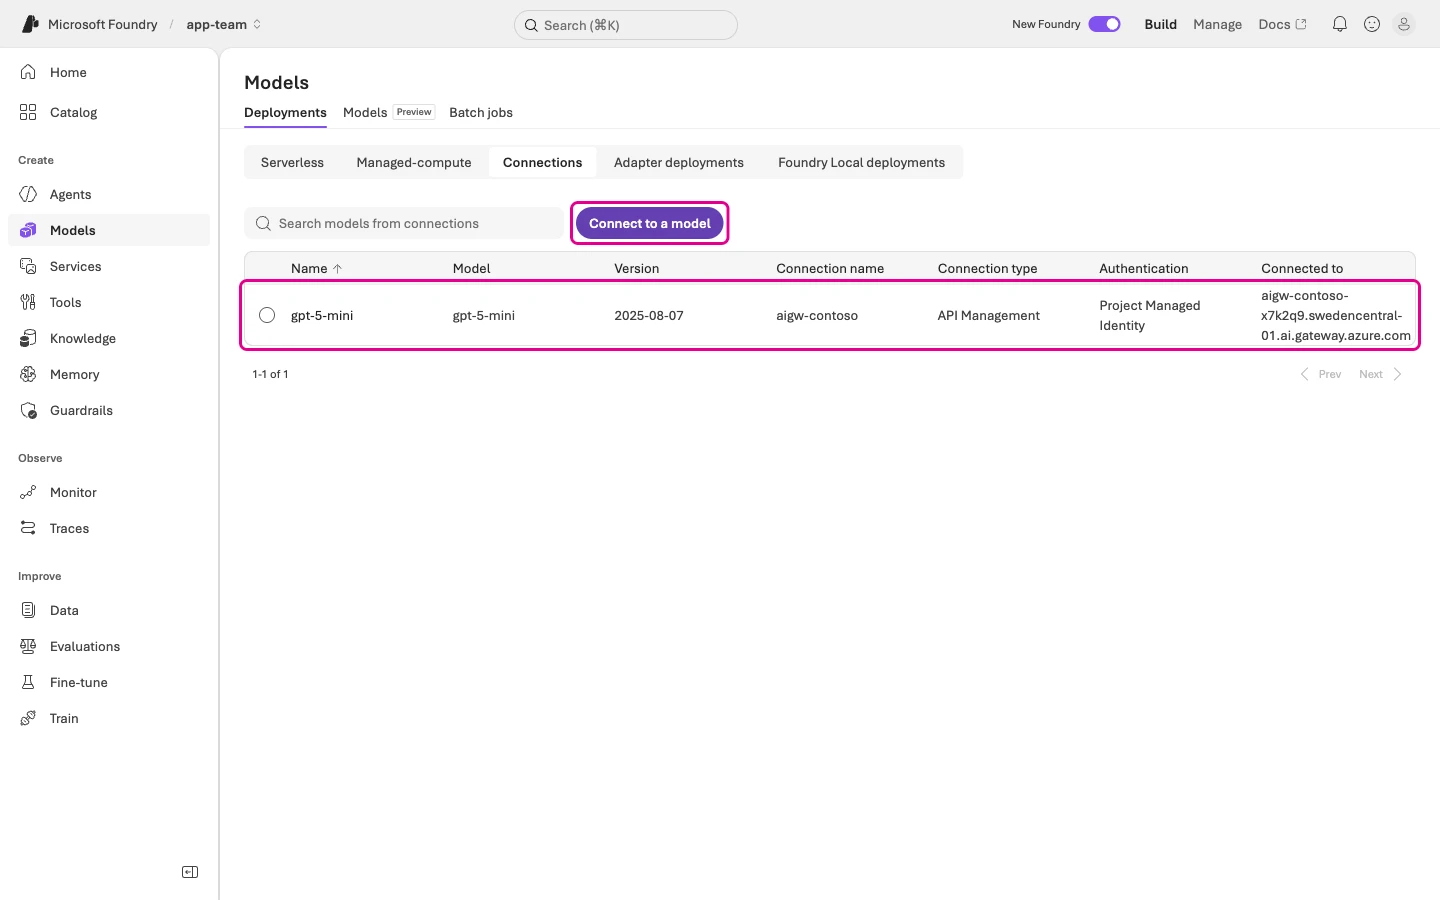 Microsoft Foundry / app-team
Search (⌘K)
New Foundry
Build
Manage
Docs
Home
Catalog
Create
Agents
Models
Services
Tools
Knowledge
Memory
Guardrails
Observe
Monitor
Traces
Improve
Data
Evaluations
Fine-tune
Train
Models
Deployments Models Preview Batch jobs
Serverless Managed-compute Connections Adapter deployments Foundry Local deployments
Search models from connections
Connect to a model
Name ↑ Model Version Connection name Connection type Authentication Connected to
gpt-5-mini gpt-5-mini 2025-08-07 aigw-contoso API Management
Project Managed
Identity
aigw-contoso-
x7k2q9.swedencentral-
01.ai.gateway.azure.com
1-1 of 1
Prev Next